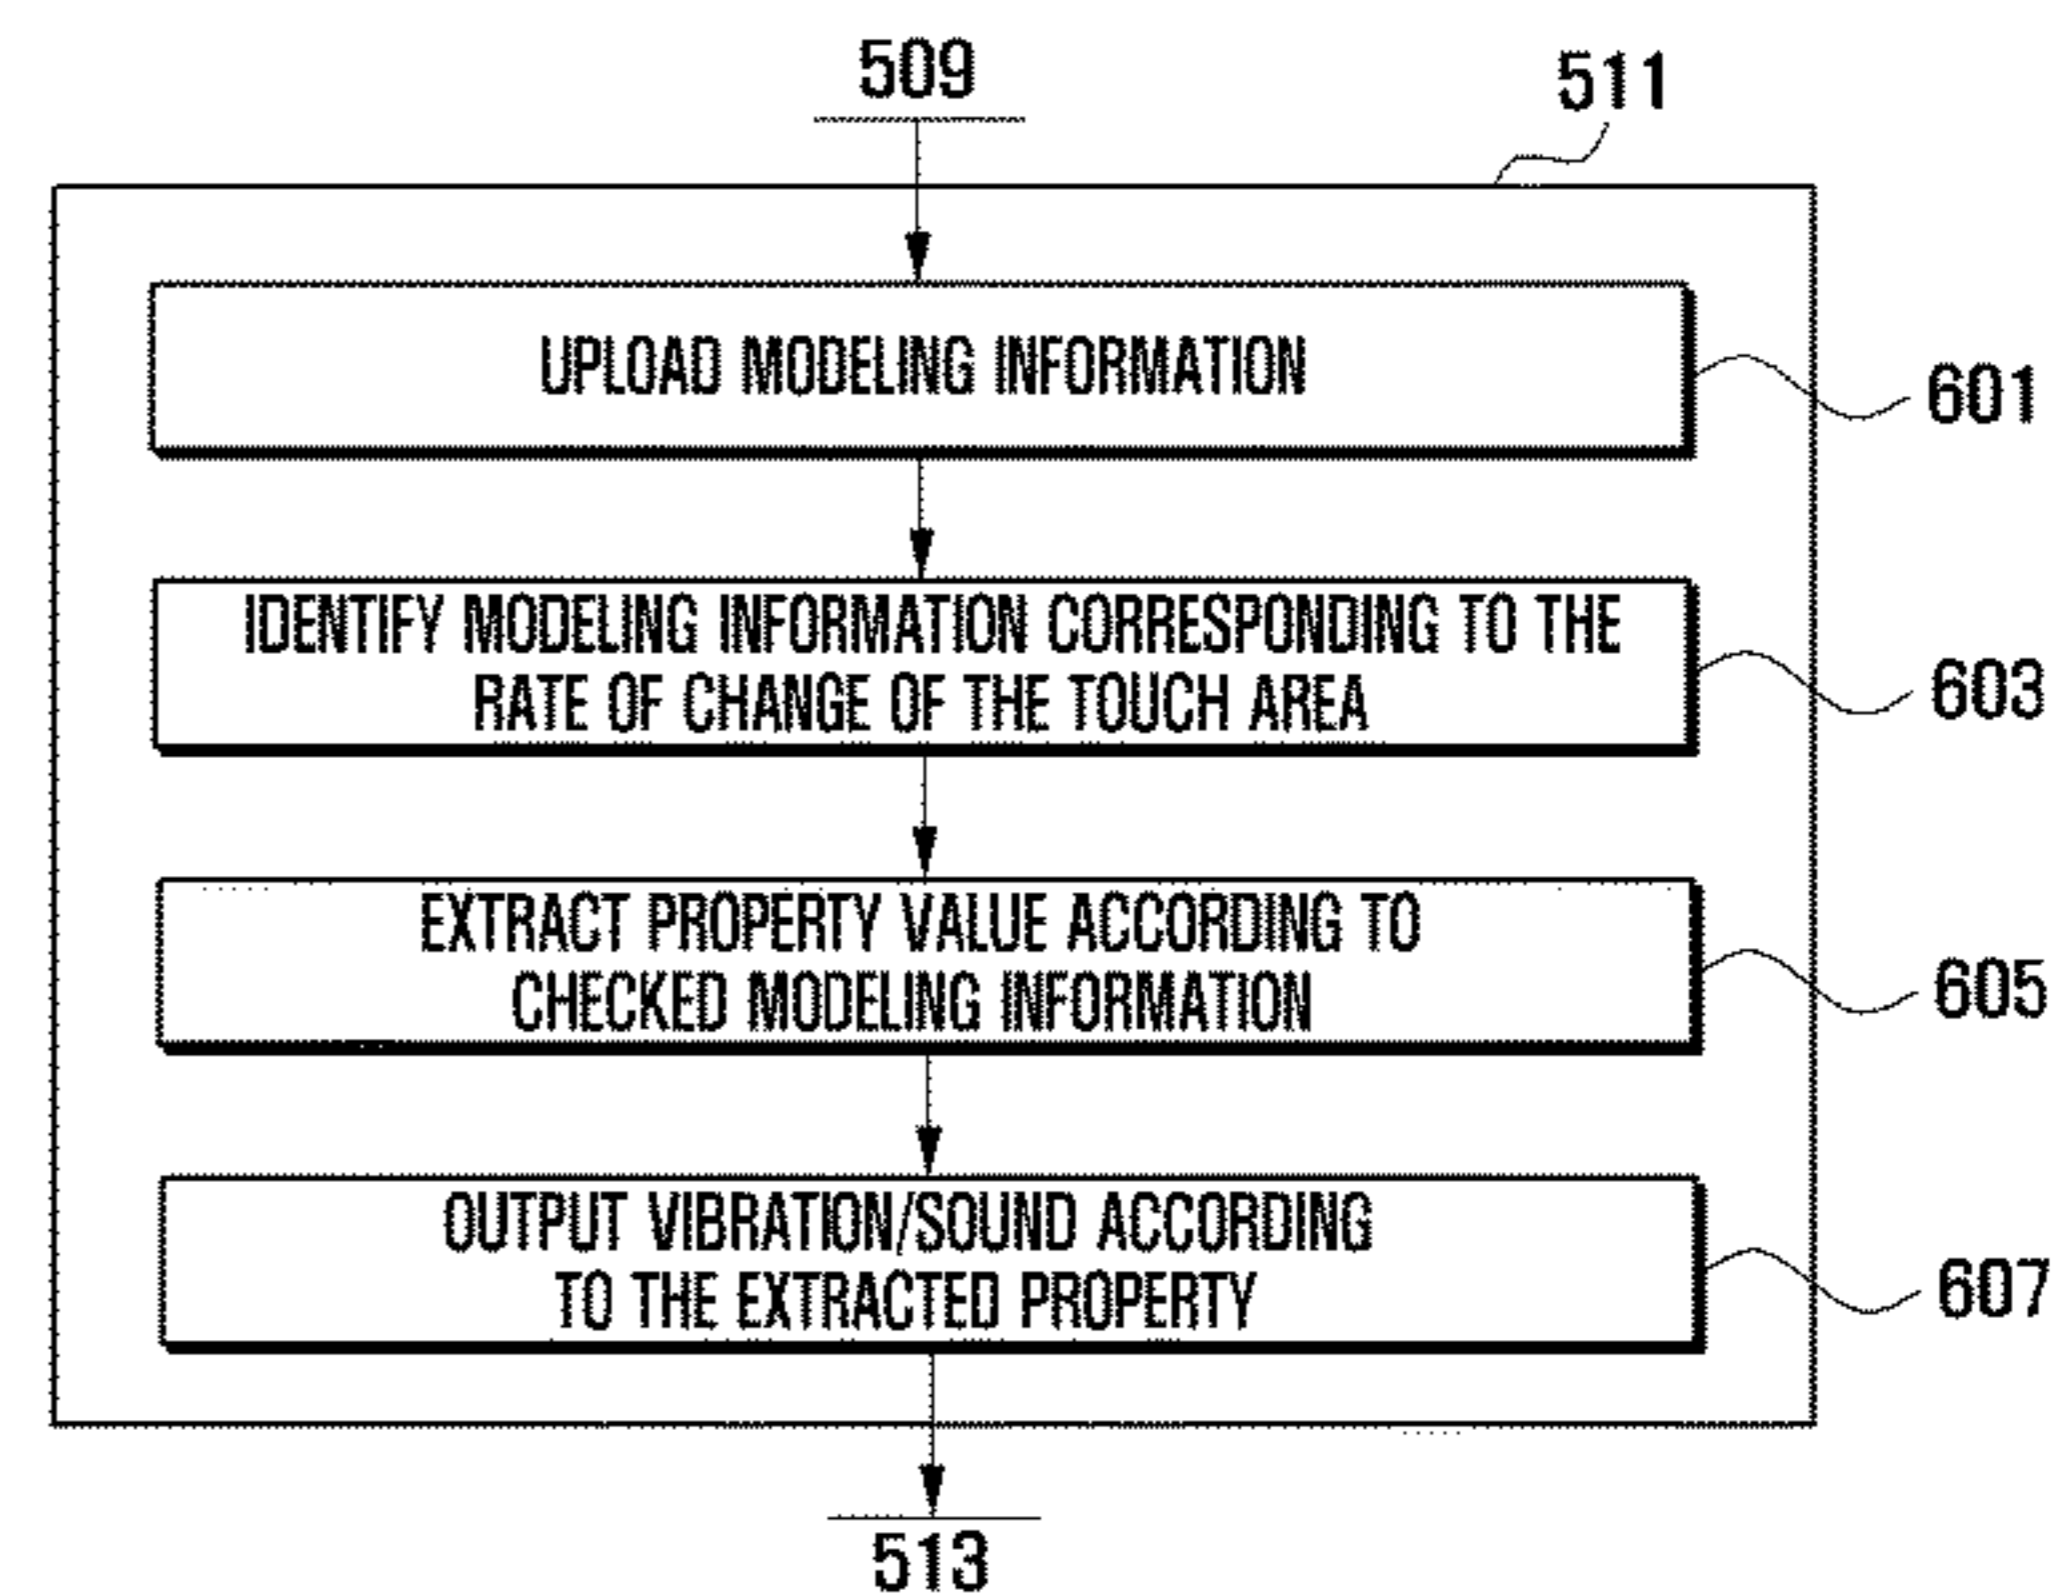 509
511
UPLOAD MODELING INFORMATION
601
IDENTIFY MODELING INFORMATION CORRESPONDING TO THE
RATE OF CHANGE OF THE TOUCH AREA
603
EXTRACT PROPERTY VALUE ACCORDING TO
CHECKED MODELING INFORMATION
605
OUTPUT VIBRATION/SOUND ACCORDING
TO THE EXTRACTED PROPERTY
607
513